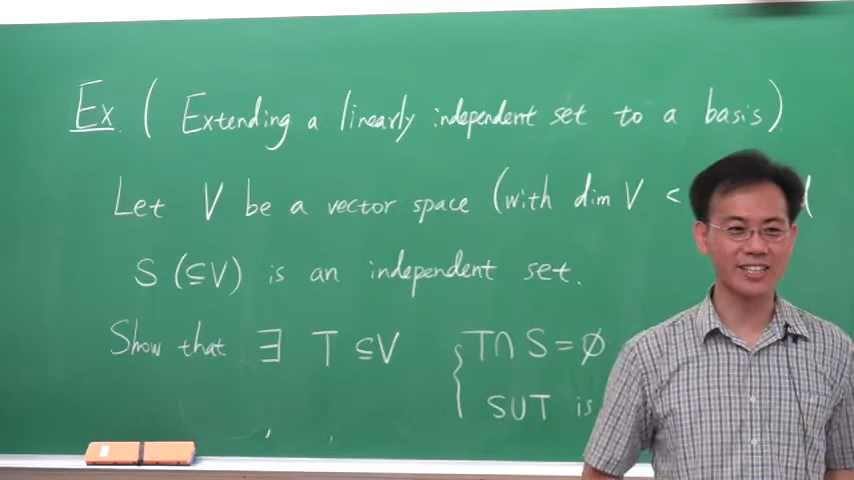 Ex. ( Extending a linearly independent set to a basis )
Let V be a vector space (with dim V <
S (⊆V) is an independent set.
Show that ∃ T ⊆V { T∩S=∅
S∪T is